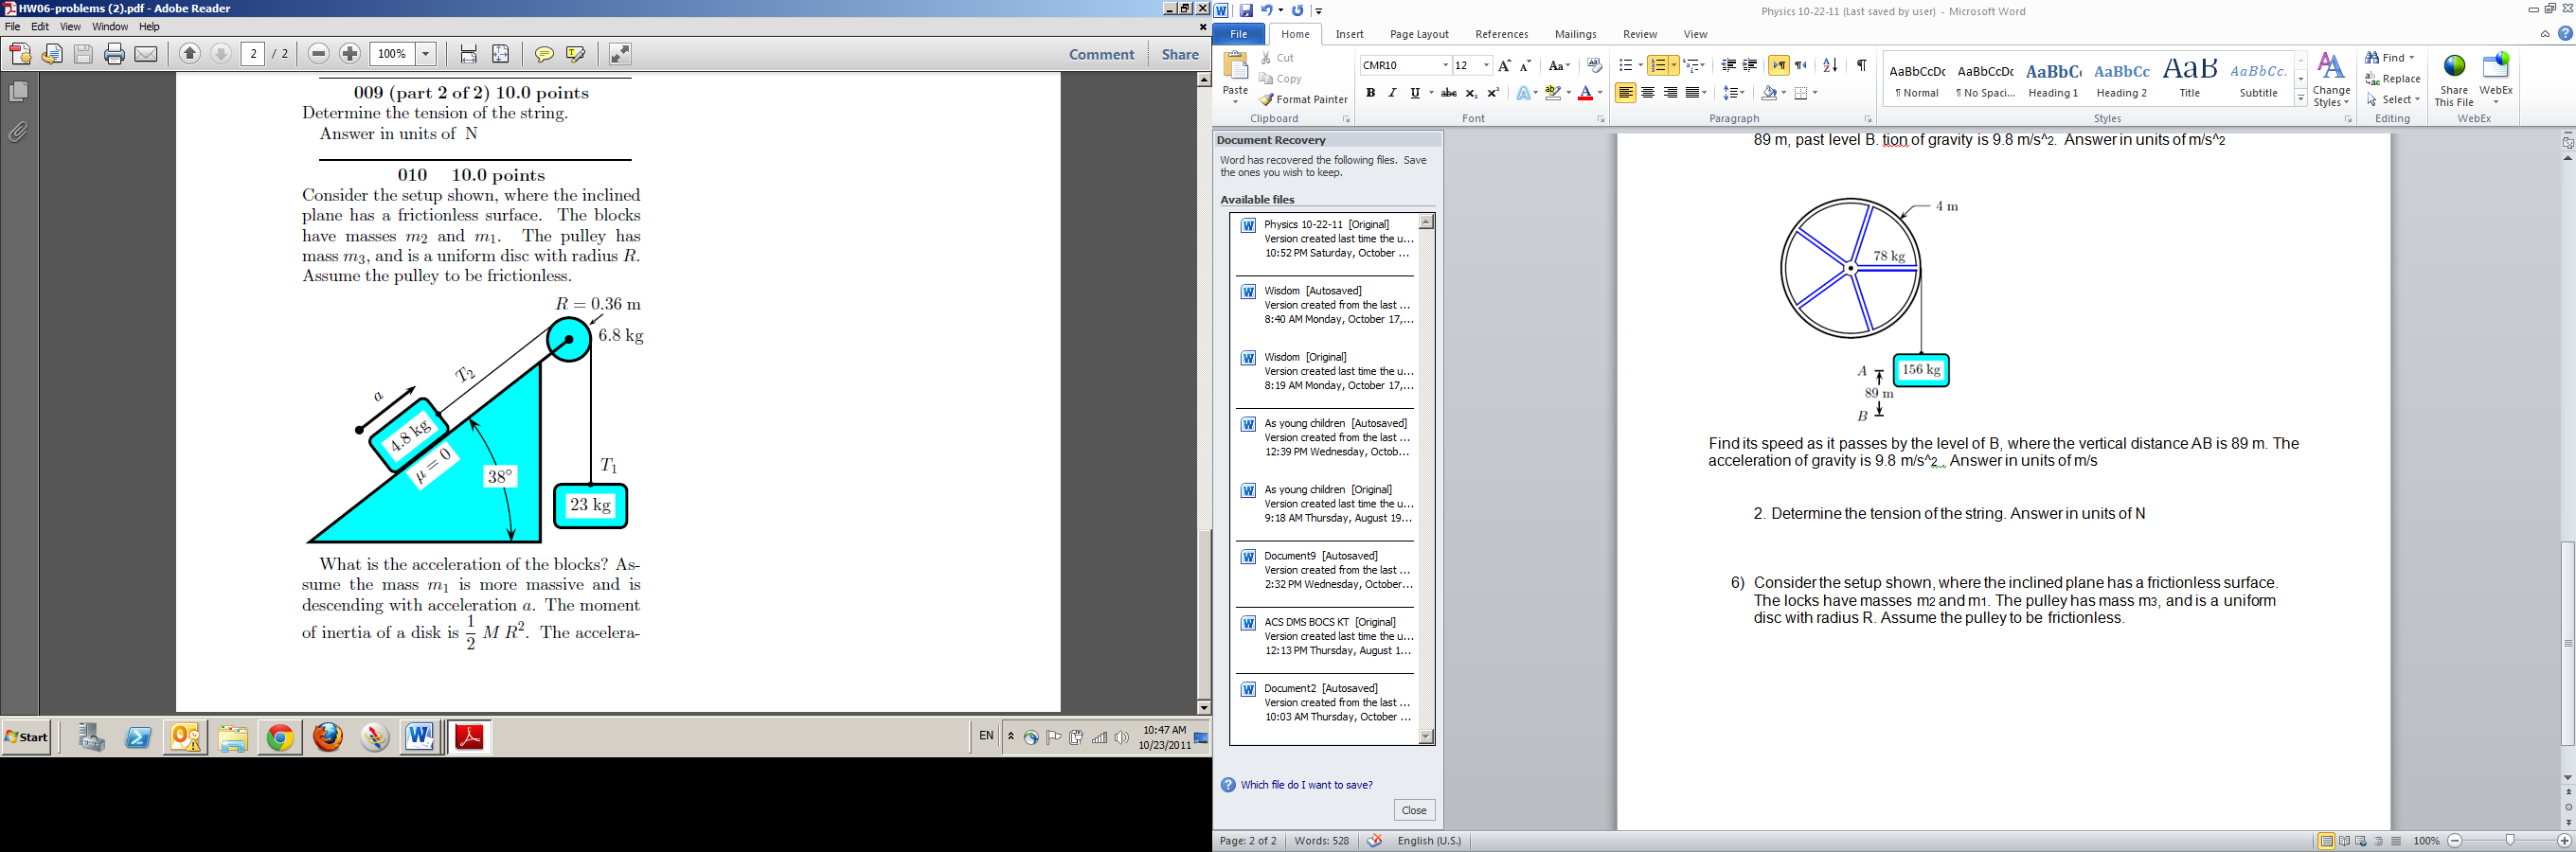 HW06-problems (2).pdf - Adobe Reader
File Edit View Window Help
2 / 2
100%
Comment Share
009 (part 2 of 2) 10.0 points
Determine the tension of the string.
Answer in units of N
010 10.0 points
Consider the setup shown, where the inclined
plane has a frictionless surface. The blocks
have masses m₂ and m₁. The pulley has
mass m₃, and is a uniform disc with radius R.
Assume the pulley to be frictionless.
R = 0.36 m
6.8 kg
T₂
a
4.8 kg
μ = 0
38°
T₁
23 kg
What is the acceleration of the blocks? As-
sume the mass m₁ is more massive and is
descending with acceleration a. The moment
of inertia of a disk is 1/2 M R². The accelera-
Start
EN
10:47 AM
10/23/2011
Physics 10-22-11 (Last saved by user) - Microsoft Word
File Home Insert Page Layout References Mailings Review View
Paste
Cut
Copy
Format Painter
Clipboard
CMR10 12
Font
Paragraph
AaBbCcDc AaBbCcDc AaBbC AaBbCc AaB AaBbCc.
¶ Normal ¶ No Spaci... Heading 1 Heading 2 Title Subtitle
Styles
Change Styles
Find
Replace
Select
Editing
Share This File
WebEx
WebEx
Document Recovery
Word has recovered the following files. Save
the ones you wish to keep.
Available files
Physics 10-22-11 [Original]
Version created last time the u...
10:52 PM Saturday, October ...
Wisdom [Autosaved]
Version created from the last ...
8:40 AM Monday, October 17,...
Wisdom [Original]
Version created last time the u...
8:19 AM Monday, October 17,...
As young children [Autosaved]
Version created from the last ...
12:39 PM Wednesday, Octob...
As young children [Original]
Version created last time the u...
9:18 AM Thursday, August 19...
Document9 [Autosaved]
Version created from the last ...
2:32 PM Wednesday, October...
ACS DMS BOCS KT [Original]
Version created last time the u...
12:13 PM Thursday, August 1...
Document2 [Autosaved]
Version created from the last ...
10:03 AM Thursday, October ...
Which file do I want to save?
Close
89 m, past level B. tion of gravity is 9.8 m/s^2. Answer in units of m/s^2
4 m
78 kg
156 kg
A
89 m
B
Find its speed as it passes by the level of B, where the vertical distance AB is 89 m. The
acceleration of gravity is 9.8 m/s^2 . Answer in units of m/s
2. Determine the tension of the string. Answer in units of N
6) Consider the setup shown, where the inclined plane has a frictionless surface.
The locks have masses m2 and m1. The pulley has mass m3, and is a uniform
disc with radius R. Assume the pulley to be frictionless.
Page: 2 of 2 Words: 528 English (U.S.) 100%